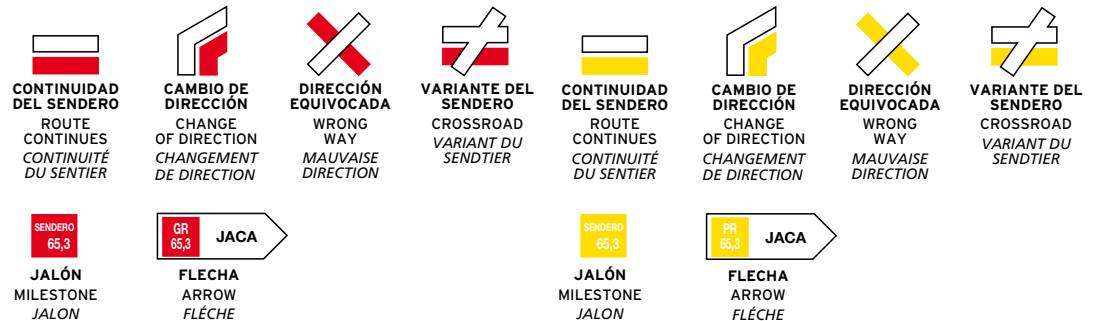 CONTINUIDAD
DEL SENDERO
ROUTE
CONTINUES
CONTINUITÉ
DU SENTIER
CAMBIO DE
DIRECCIÓN
CHANGE
OF DIRECTION
CHANGEMENT
DE DIRECTION
DIRECCIÓN
EQUIVOCADA
WRONG
WAY
MAUVAISE
DIRECTION
VARIANTE DEL
SENDERO
CROSSROAD
VARIANT DU
SENDTIER
CONTINUIDAD
DEL SENDERO
ROUTE
CONTINUES
CONTINUITÉ
DU SENTIER
CAMBIO DE
DIRECCIÓN
CHANGE
OF DIRECTION
CHANGEMENT
DE DIRECTION
DIRECCIÓN
EQUIVOCADA
WRONG
WAY
MAUVAISE
DIRECTION
VARIANTE DEL
SENDERO
CROSSROAD
VARIANT DU
SENDTIER
SENDERO
65,3
JALÓN
MILESTONE
JALON
GR
65,3
JACA
FLECHA
ARROW
FLÉCHE
SENDERO
65,3
JALÓN
MILESTONE
JALON
PR
65,3
JACA
FLECHA
ARROW
FLÉCHE